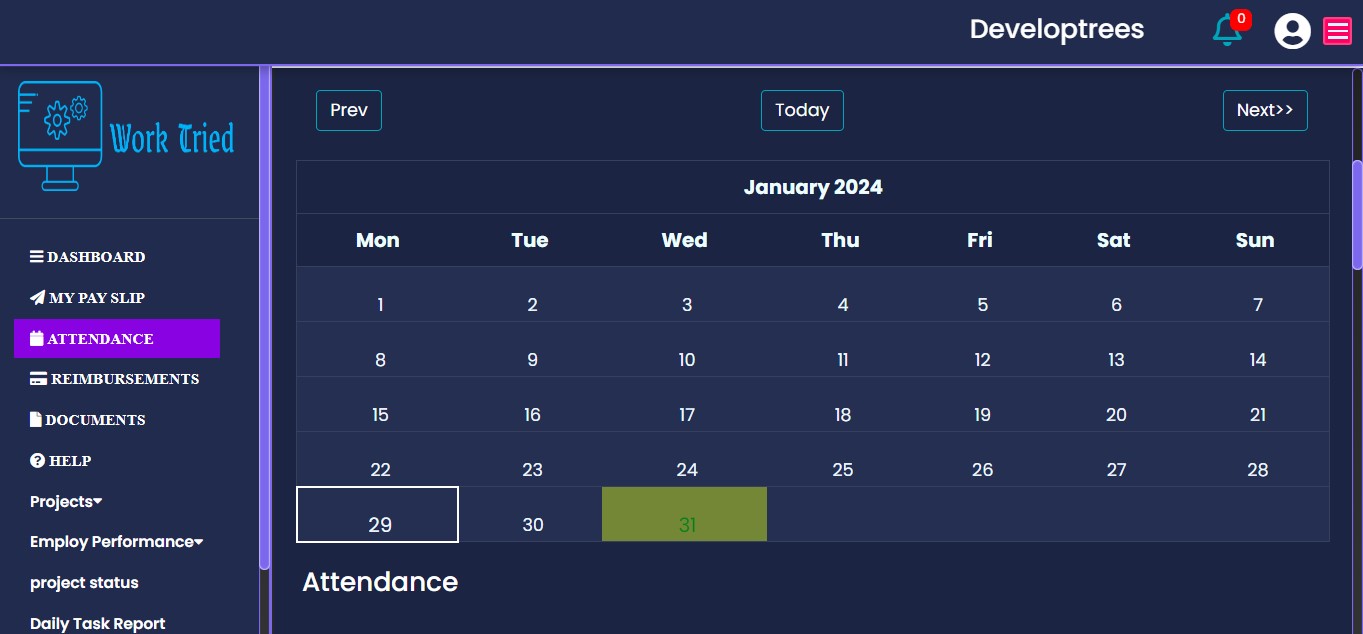 Developtrees
0
Work Tried
DASHBOARD
MY PAY SLIP
ATTENDANCE
REIMBURSEMENTS
DOCUMENTS
HELP
Projects
Employ Performance
project status
Daily Task Report
Prev Today Next>>
January 2024
Mon Tue Wed Thu Fri Sat Sun
1 2 3 4 5 6 7
8 9 10 11 12 13 14
15 16 17 18 19 20 21
22 23 24 25 26 27 28
29 30 31
Attendance